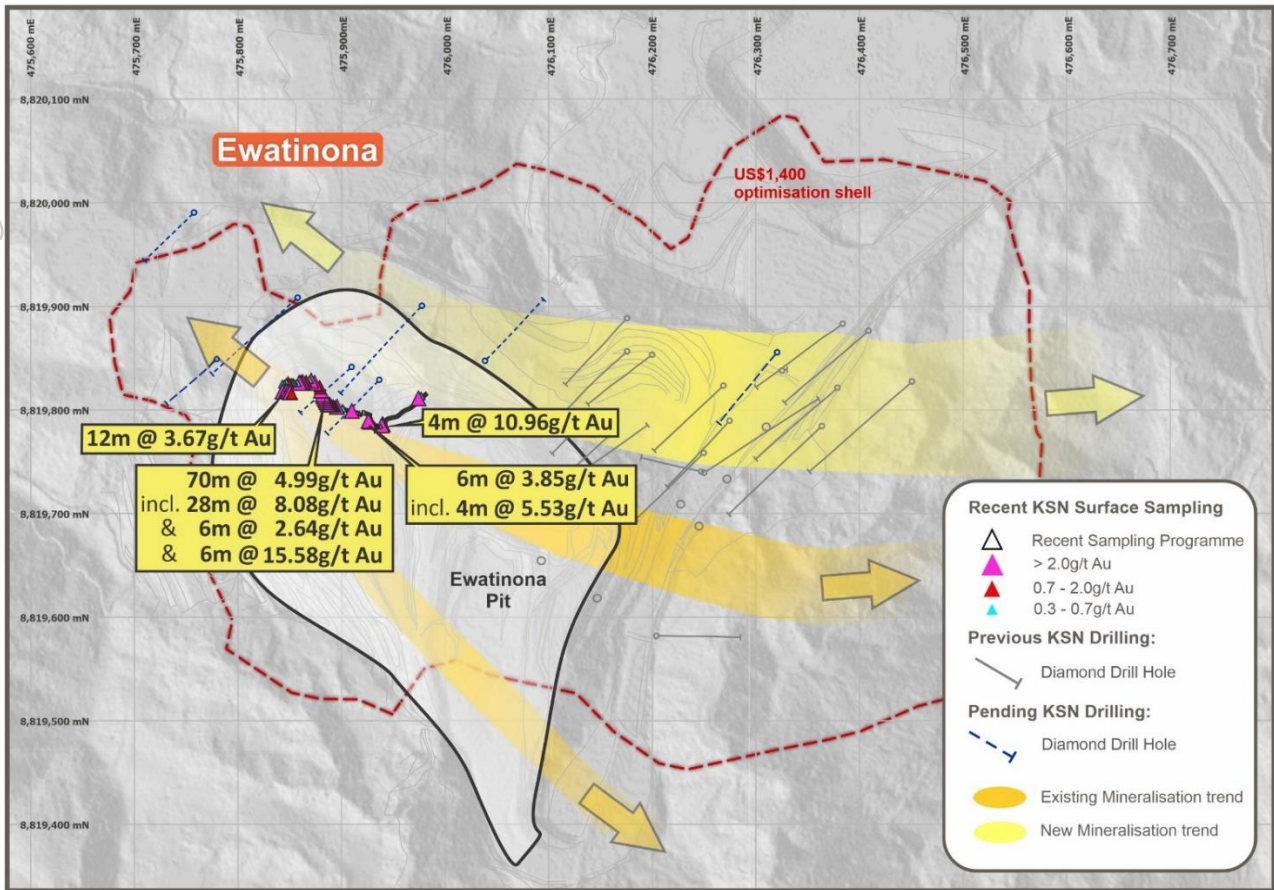 475,600 mE
475,700 mE
475,800 mE
475,900mE
476,000 mE
476,100 mE
476,200 mE
476,300 mE
476,400 mE
476,500 mE
476,600 mE
476,700 mE
8,820,100 mN
8,820,000 mN
8,819,900 mN
8,819,800 mN
8,819,700 mN
8,819,600 mN
8,819,500 mN
8,819,400 mN
Ewatinona
US$1,400
optimisation shell
12m @ 3.67g/t Au
4m @ 10.96g/t Au
70m @ 4.99g/t Au
incl. 28m @ 8.08g/t Au
& 6m @ 2.64g/t Au
& 6m @ 15.58g/t Au
6m @ 3.85g/t Au
incl. 4m @ 5.53g/t Au
Ewatinona
Pit
Recent KSN Surface Sampling
Recent Sampling Programme
> 2.0g/t Au
0.7 - 2.0g/t Au
0.3 - 0.7g/t Au
Previous KSN Drilling:
Diamond Drill Hole
Pending KSN Drilling:
Diamond Drill Hole
Existing Mineralisation trend
New Mineralisation trend